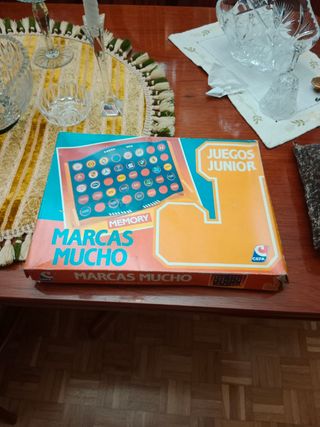 JUEGOS
JUNIOR
MEMORY
MARCAS
MUCHO
CEFA
MARCAS MUCHO